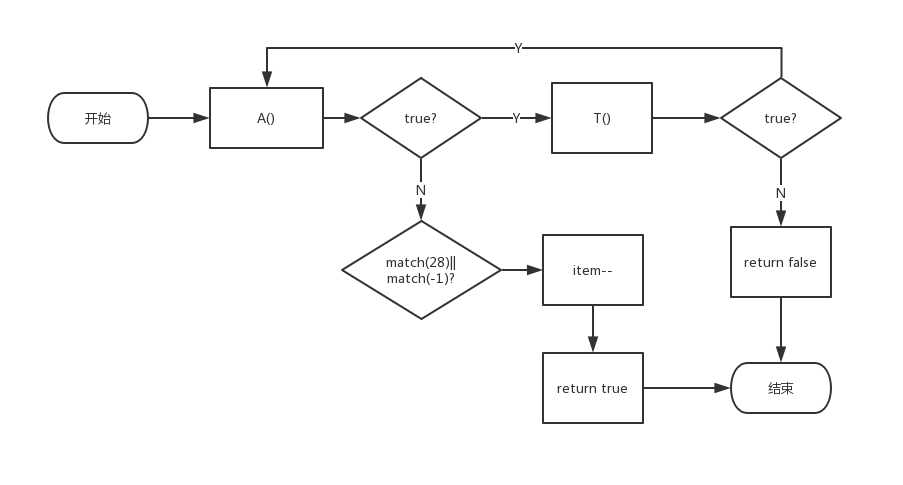 Y
开始
A()
true?
Y
T()
true?
N
N
match(28)||
match(-1)?
item--
return false
return true
结束